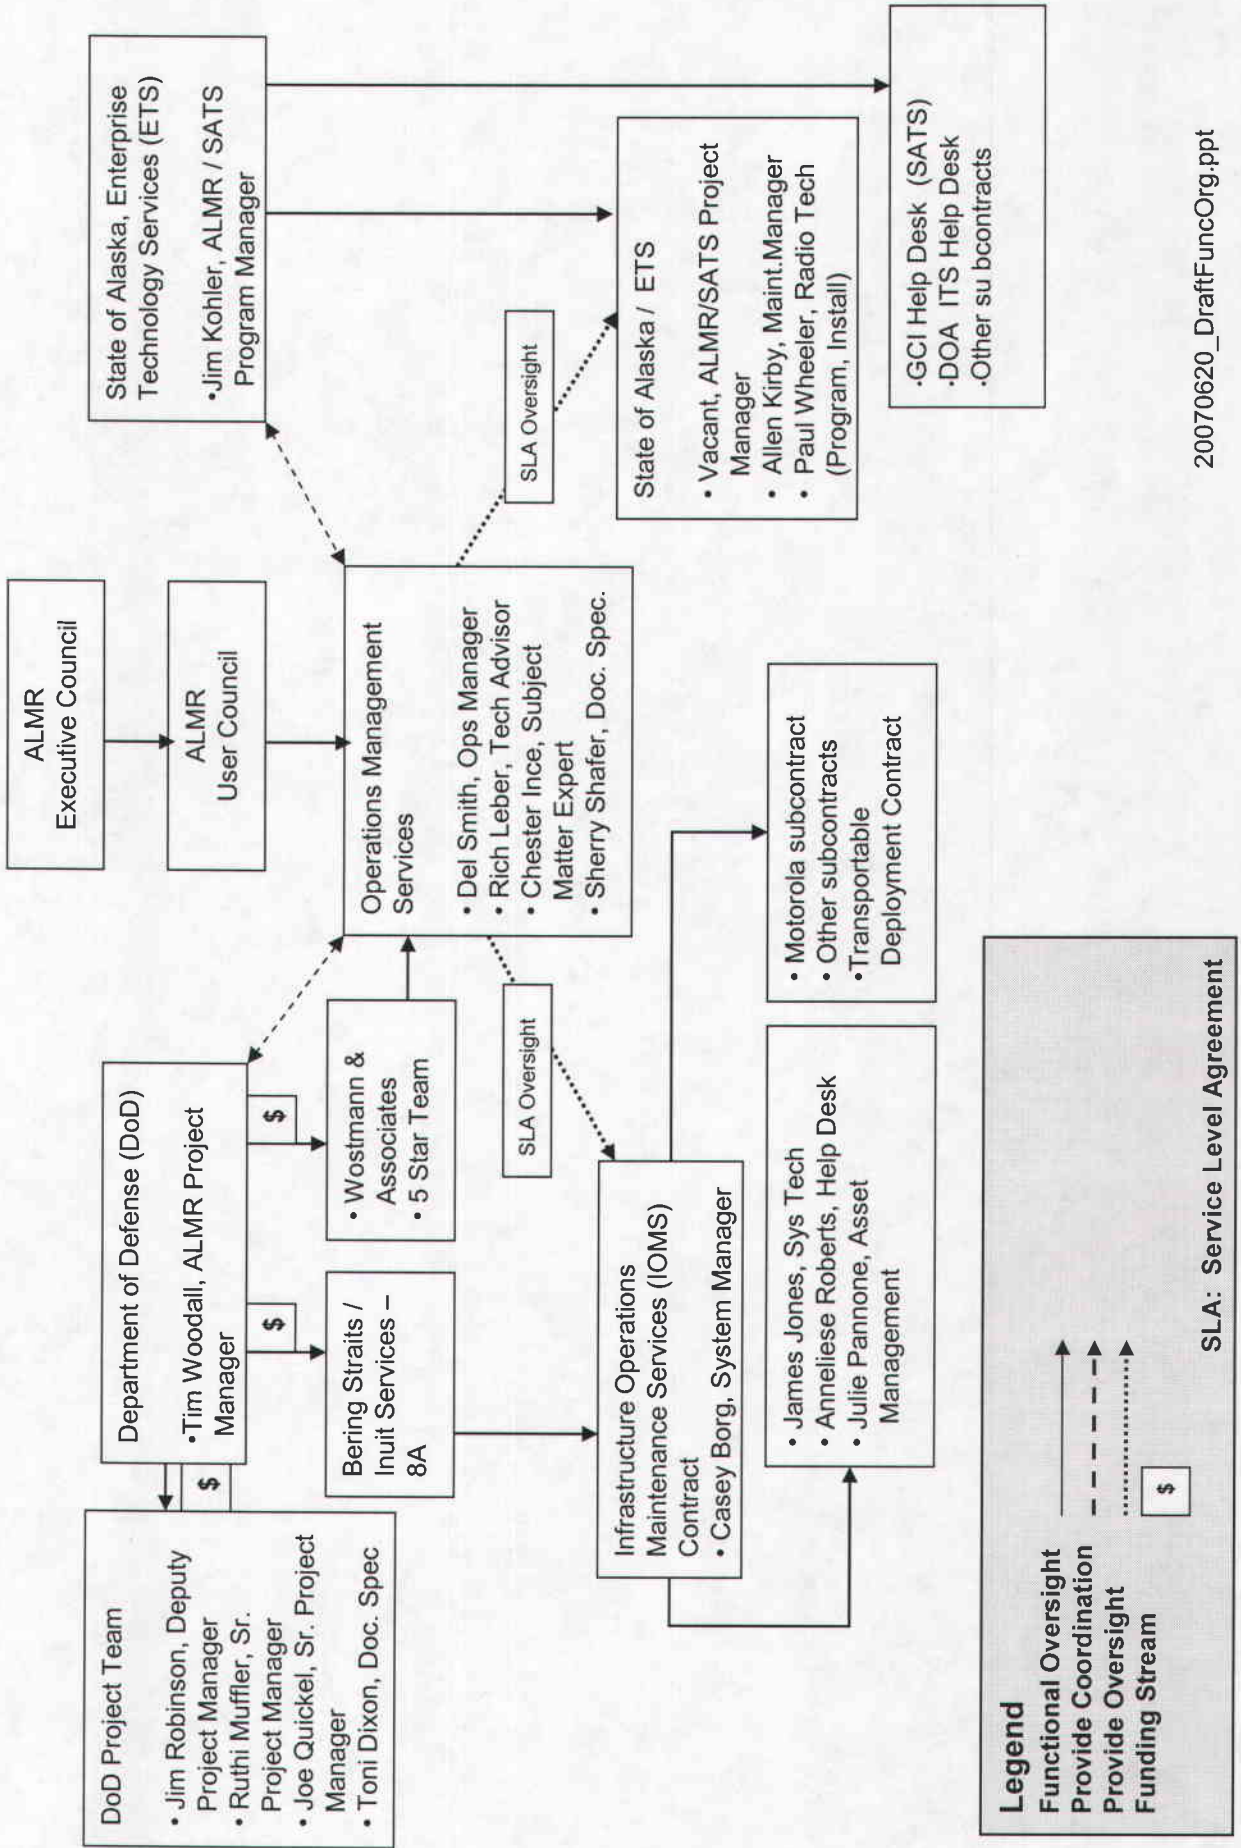 ALMR
Executive Council
ALMR
User Council
State of Alaska, Enterprise
Technology Services (ETS)
•Jim Kohler, ALMR / SATS
Program Manager
Department of Defense (DoD)
•Tim Woodall, ALMR Project
Manager
$
$
$
DoD Project Team
• Jim Robinson, Deputy
Project Manager
• Ruthi Muffler, Sr.
Project Manager
• Joe Quickel, Sr. Project
Manager
• Toni Dixon, Doc. Spec
Bering Straits /
Inuit Services –
8A
• Wostmann &
Associates
• 5 Star Team
Operations Management
Services
• Del Smith, Ops Manager
• Rich Leber, Tech Advisor
• Chester Ince, Subject
Matter Expert
• Sherry Shafer, Doc. Spec.
SLA Oversight
SLA Oversight
State of Alaska / ETS
• Vacant, ALMR/SATS Project
Manager
• Allen Kirby, Maint.Manager
• Paul Wheeler, Radio Tech
(Program, Install)
Infrastructure Operations
Maintenance Services (IOMS)
Contract
• Casey Borg, System Manager
• James Jones, Sys Tech
• Anneliese Roberts, Help Desk
• Julie Pannone, Asset
Management
• Motorola subcontract
• Other subcontracts
•Transportable
Deployment Contract
•GCI Help Desk (SATS)
•DOA ITS Help Desk
•Other su bcontracts
Legend
Functional Oversight
Provide Coordination
Provide Oversight
Funding Stream
$
SLA: Service Level Agreement
20070620_DraftFuncOrg.ppt